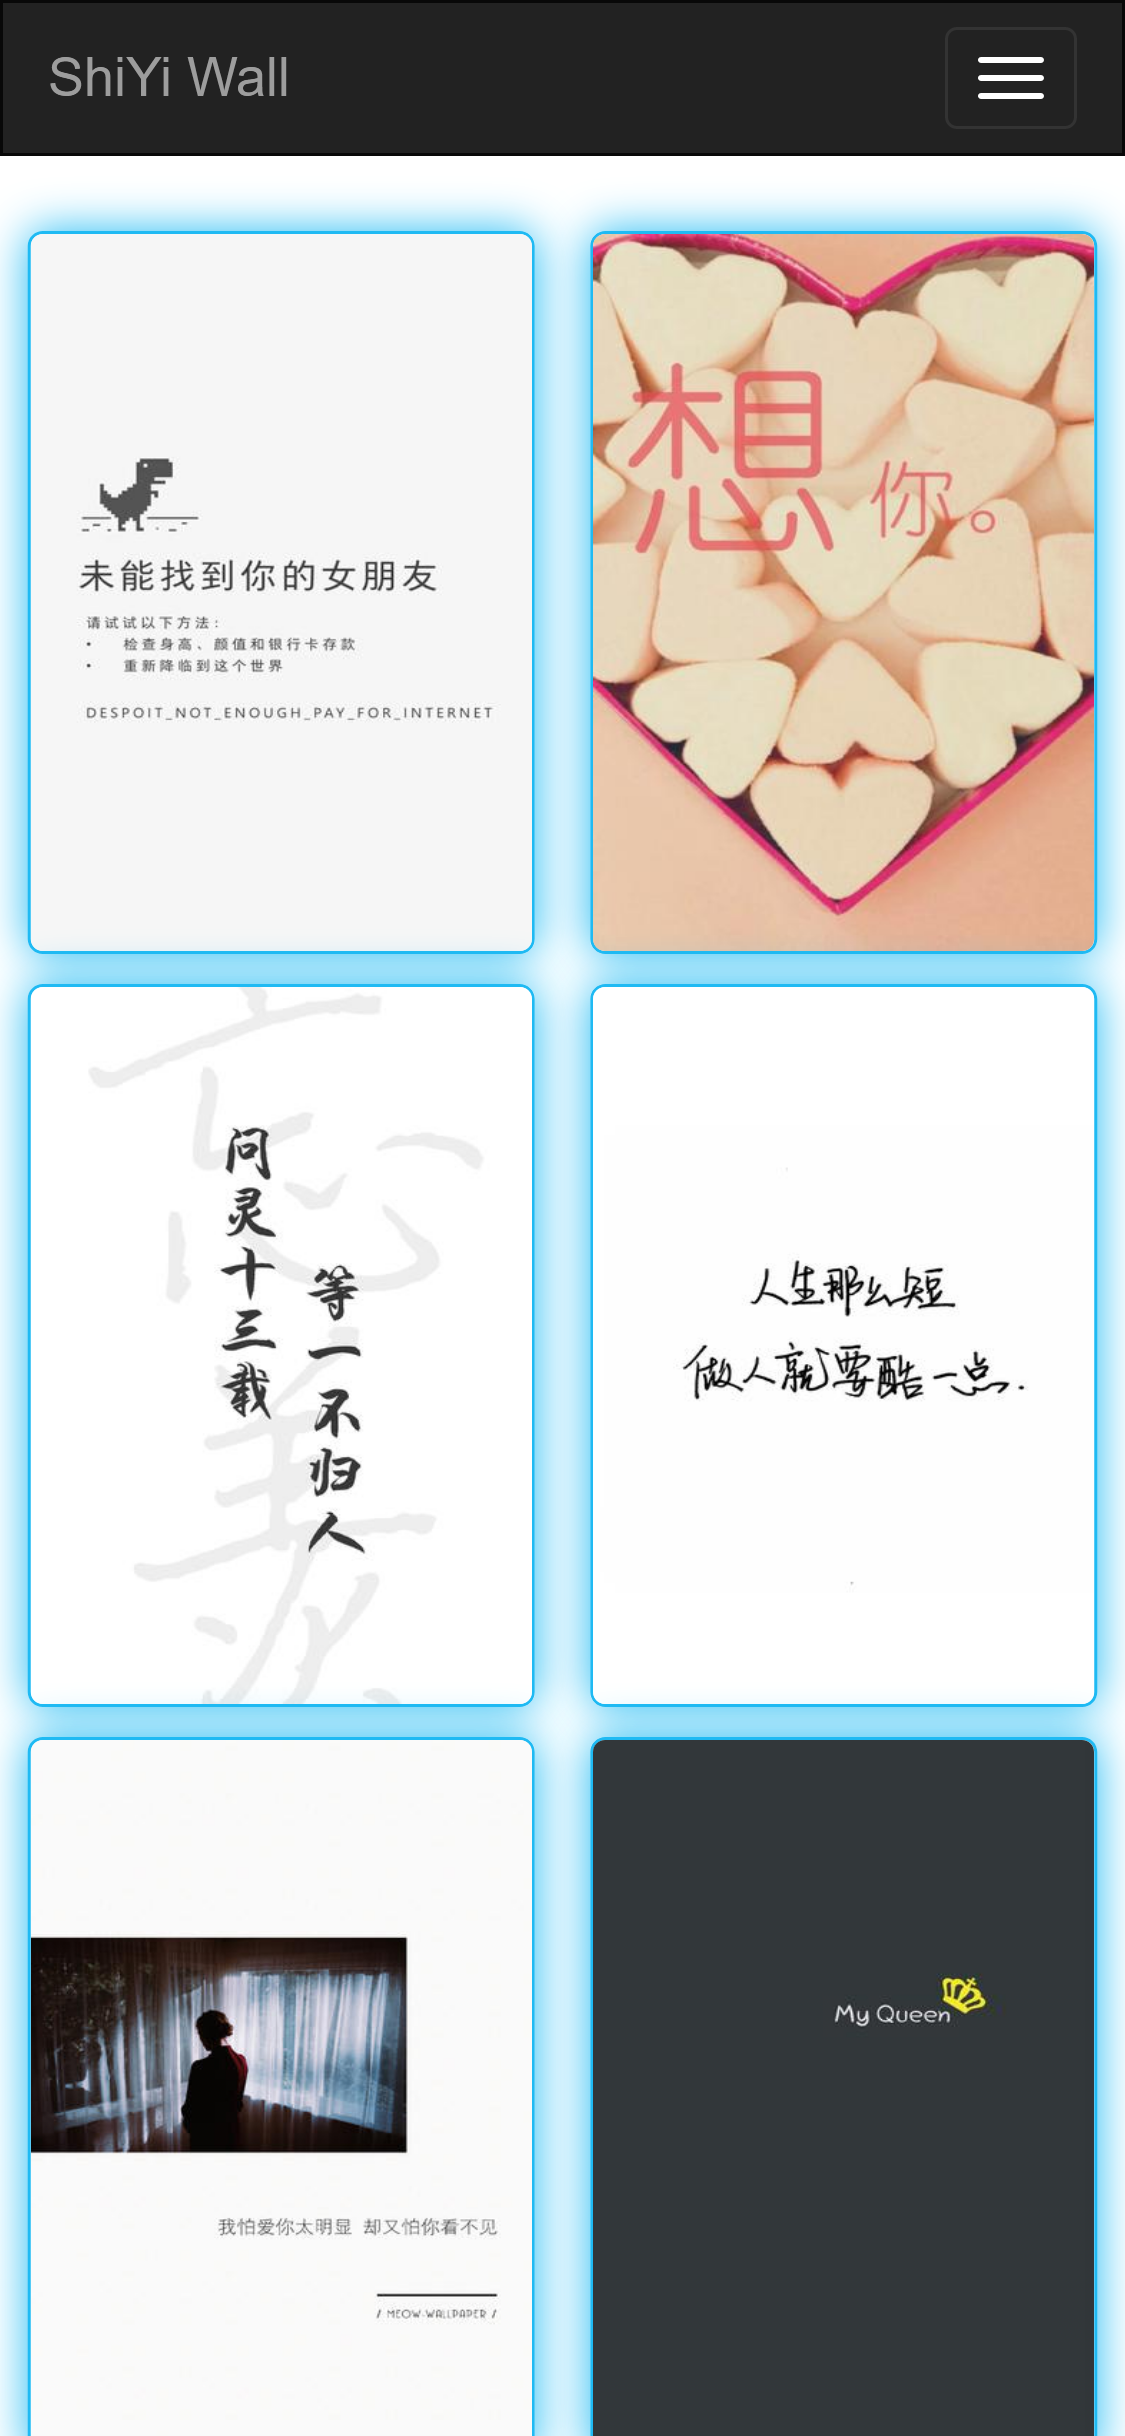 ShiYi Wall
未能找到你的女朋友
请试试以下方法：
• 检查身高、颜值和银行卡存款
• 重新降临到这个世界
DESPOIT_NOT_ENOUGH_PAY_FOR_INTERNET
想你。
忘羡
问灵十三载
等一不归人
人生那么短
做人就要酷一点.
我怕爱你太明显 却又怕你看不见
/ MEOW-WALLPAPER /
My Queen